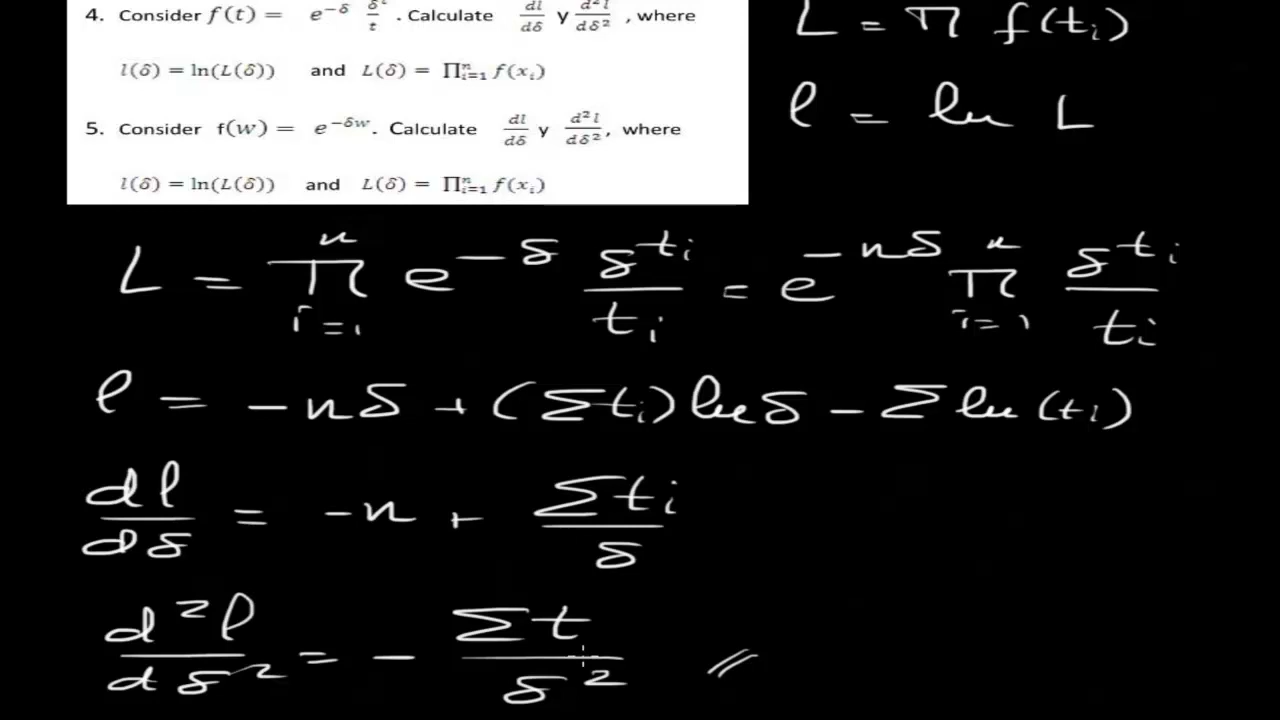 4. Consider f(t) = e^{-δ} δ^t/t . Calculate dl/dδ y d²l/dδ² , where
l(δ) = ln(L(δ)) and L(δ) = ∏_{i=1}^n f(x_i)
5. Consider f(w) = e^{-δw}. Calculate dl/dδ y d²l/dδ², where
l(δ) = ln(L(δ)) and L(δ) = ∏_{i=1}^n f(x_i)
L = π f(t_i)
ℓ = ln L
L = π_{i=1}^n e^{-δ} δ^{t_i}/t_i = e^{-nδ} π_{i=1}^n δ^{t_i}/t_i
ℓ = -nδ + (Σt_i) ln δ - Σ ln (t_i)
dℓ/dδ = -n + Σt_i/δ
d²ℓ/dδ² = - Σt/δ² //